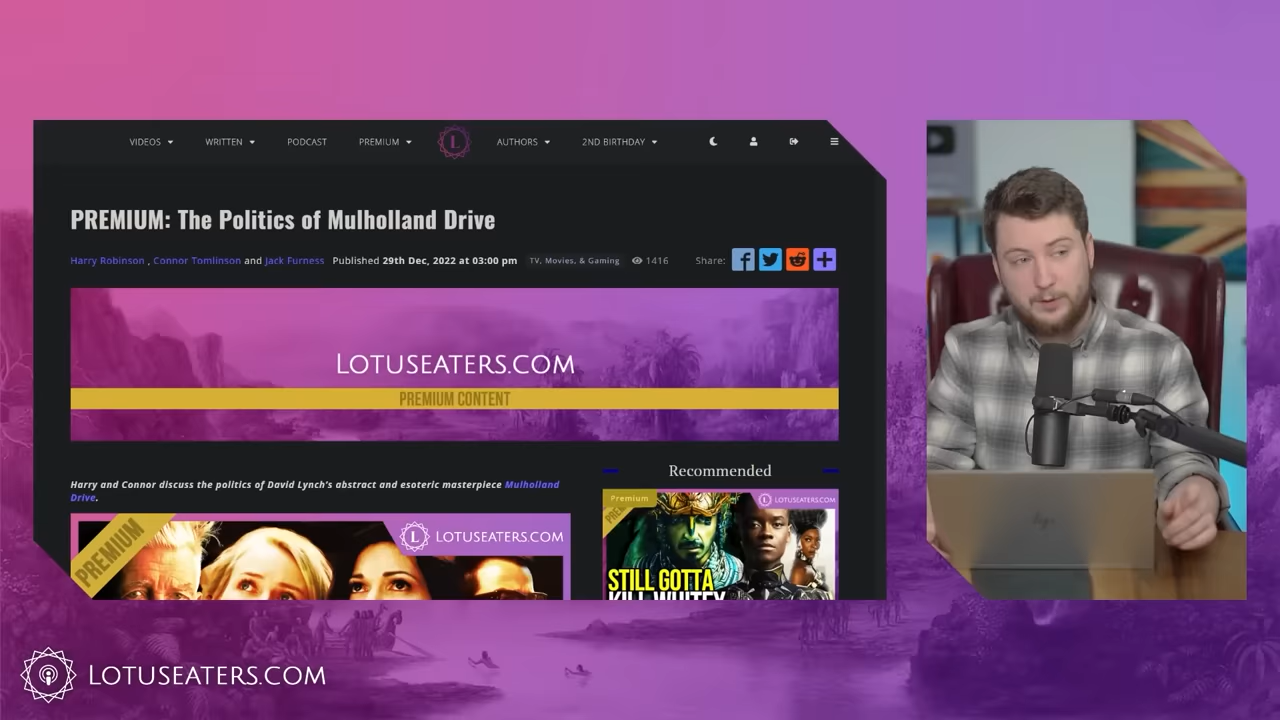 VIDEOS
WRITTEN
PODCAST
PREMIUM
L
AUTHORS
2ND BIRTHDAY
PREMIUM: The Politics of Mulholland Drive
Harry Robinson , Connor Tomlinson and Jack Furness Published 29th Dec, 2022 at 03:00 pm TV, Movies, & Gaming 1416 Share:
LOTUSEATERS.COM
PREMIUM CONTENT
Harry and Connor discuss the politics of David Lynch's abstract and esoteric masterpiece Mulholland
Drive.
PREMIUM
L LOTUSEATERS.COM
Recommended
Premium
L LOTUSEATERS.COM
STILL GOTTA
KILL WHITEY
hp
LOTUSEATERS.COM